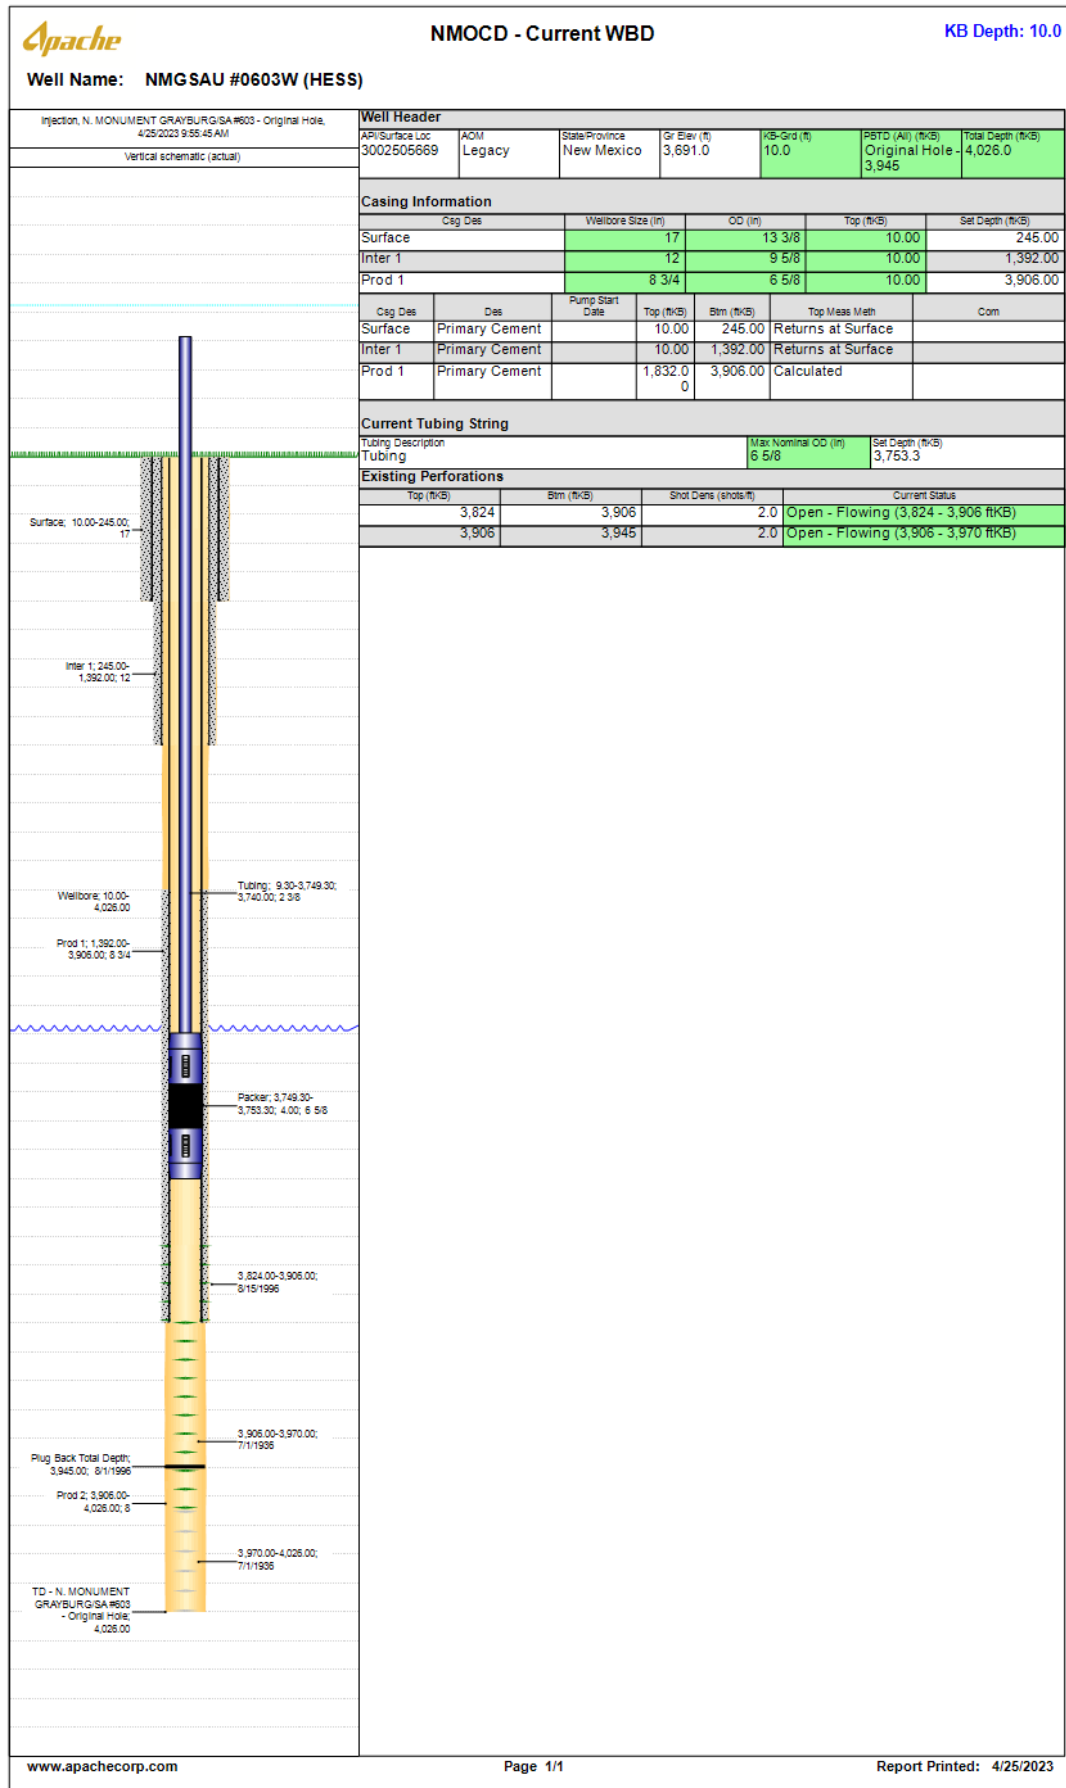 Apache
NMOCD - Current WBD
KB Depth: 10.0
Well Name: NMGSAU #0603W (HESS)
Injection, N. MONUMENT GRAYBURG/SA #603 - Original Hole,
4/25/2023 9:55:45 AM
Vertical schematic (actual)
Surface; 10.00-245.00;
17
Inter 1; 245.00-
1,392.00; 12
Tubing; 9.30-3,749.30;
3,740.00; 2 3/8
Wellbore; 10.00-
4,026.00
Prod 1; 1,392.00-
3,906.00; 8 3/4
Packer; 3,749.30-
3,753.30; 4.00; 6 5/8
3,824.00-3,906.00;
8/15/1996
3,906.00-3,970.00;
7/1/1936
Plug Back Total Depth;
3,945.00; 8/1/1996
Prod 2; 3,906.00-
4,026.00; 8
3,970.00-4,026.00;
7/1/1936
TD - N. MONUMENT
GRAYBURG/SA #603
- Original Hole;
4,026.00
Well Header
API/Surface Loc AOM State/Province Gr Elev (ft) KB-Grd (ft) PBTD (All) (ftKB) Total Depth (ftKB)
3002505669 Legacy New Mexico 3,691.0 10.0 Original Hole - 4,026.0
3,945
Casing Information
Csg Des Wellbore Size (in) OD (in) Top (ftKB) Set Depth (ftKB)
Surface 17 13 3/8 10.00 245.00
Inter 1 12 9 5/8 10.00 1,392.00
Prod 1 8 3/4 6 5/8 10.00 3,906.00
Csg Des Des Pump Start Date Top (ftKB) Btm (ftKB) Top Meas Meth Com
Surface Primary Cement 10.00 245.00 Returns at Surface
Inter 1 Primary Cement 10.00 1,392.00 Returns at Surface
Prod 1 Primary Cement 1,832.0 3,906.00 Calculated
0
Current Tubing String
Tubing Description Max Nominal OD (in) Set Depth (ftKB)
Tubing 6 5/8 3,753.3
Existing Perforations
Top (ftKB) Btm (ftKB) Shot Dens (shots/ft) Current Status
3,824 3,906 2.0 Open - Flowing (3,824 - 3,906 ftKB)
3,906 3,945 2.0 Open - Flowing (3,906 - 3,970 ftKB)
www.apachecorp.com
Page 1/1
Report Printed: 4/25/2023